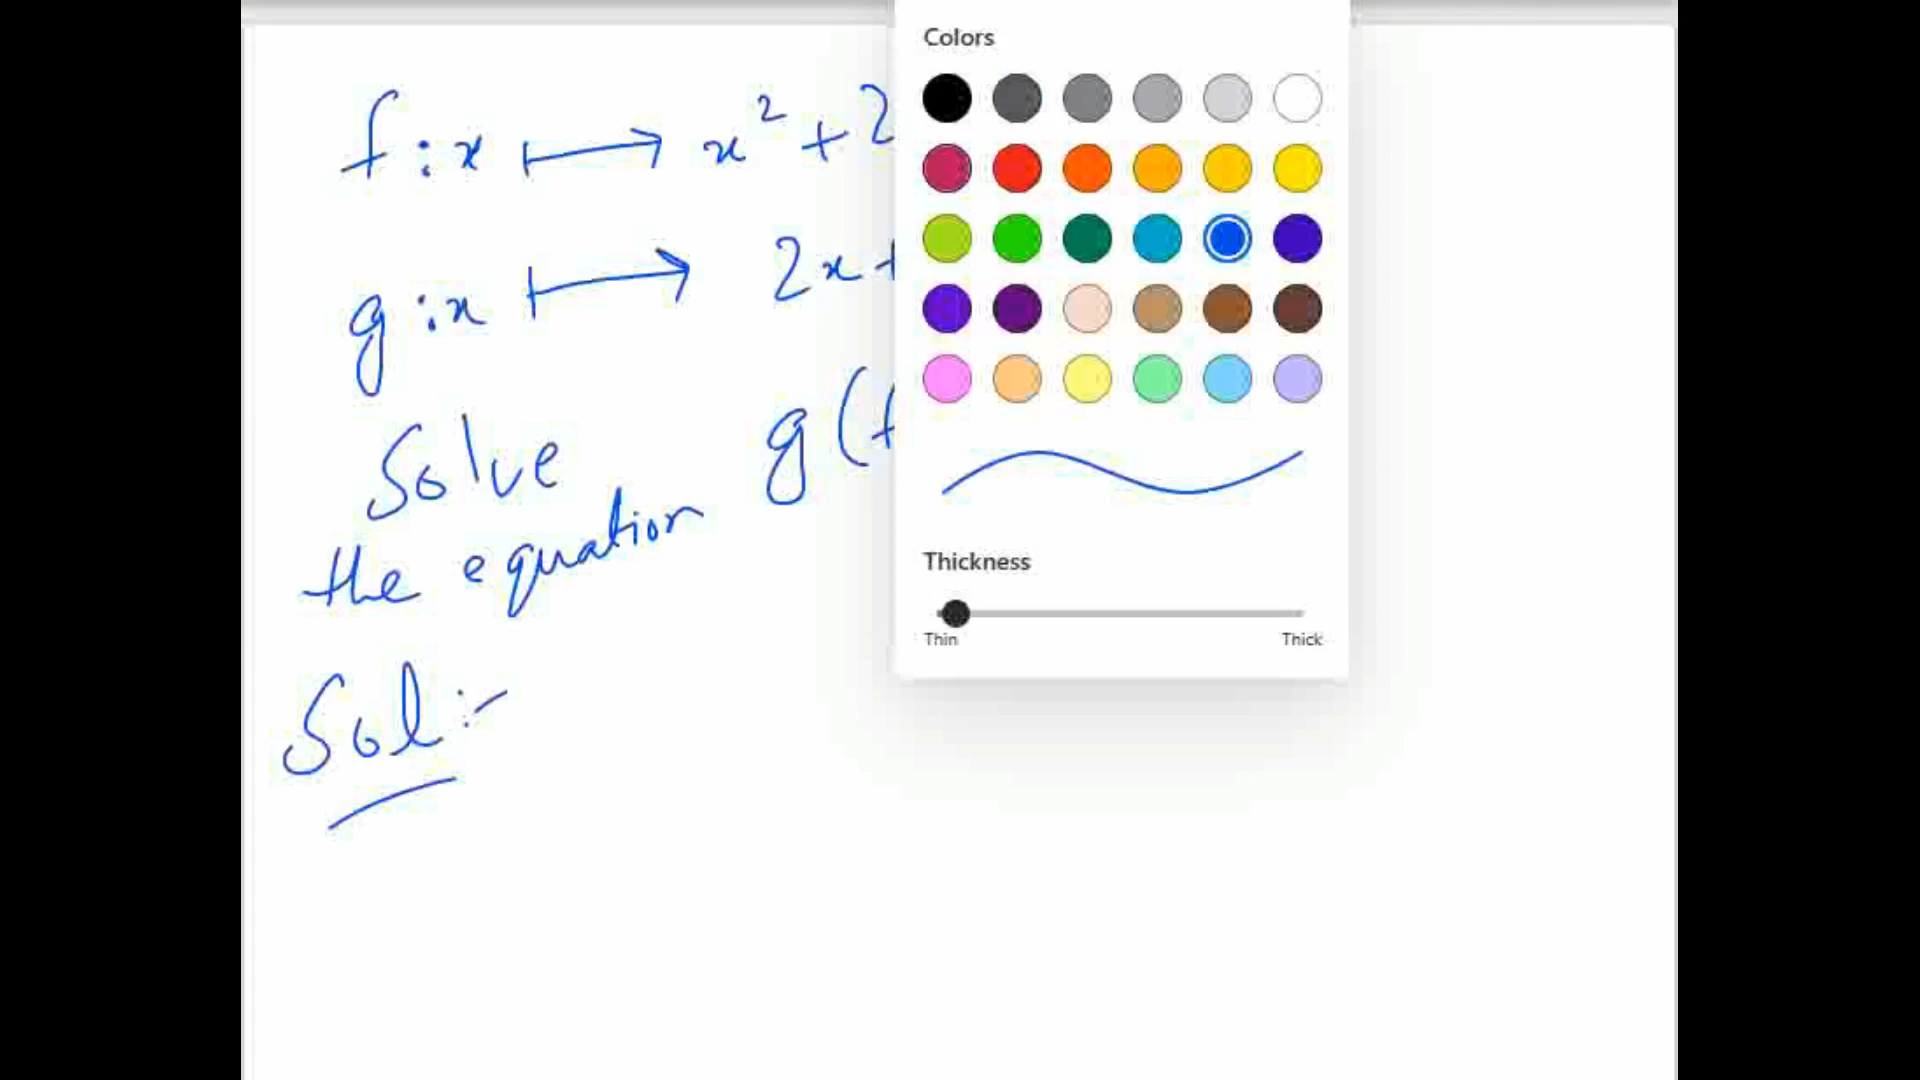 f : x ↦ x² + 2
g : x ↦ 2x +
Solve g(f
the equation
Sol :-
Colors
Thickness
Thin Thick